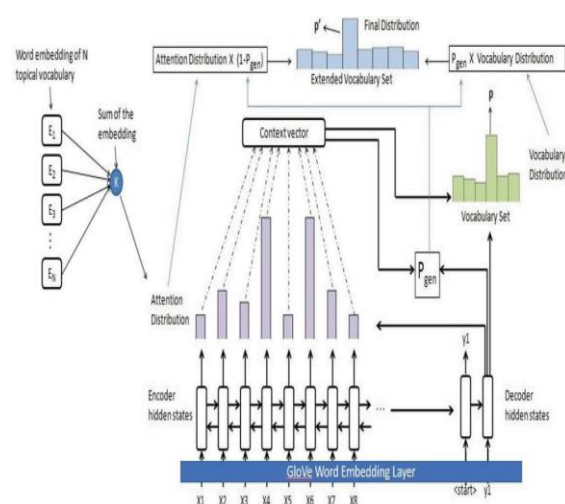 p'
Final Distribution
Word embedding of N
topical vocabulary
Attention Distribution X (1-Pgen)
Pgen X Vocabulary Distribution
Extended Vocabulary Set
p
Sum of the
embedding
E1
E2
E3
EN
K
Context vector
Vocabulary
Distribution
Vocabulary Set
Pgen
Attention
Distribution
y1
Encoder
hidden states
...
Decoder
hidden states
GloVe Word Embedding Layer
X1 X2 X3 X4 X5 X6 X7 X8 <start> y1